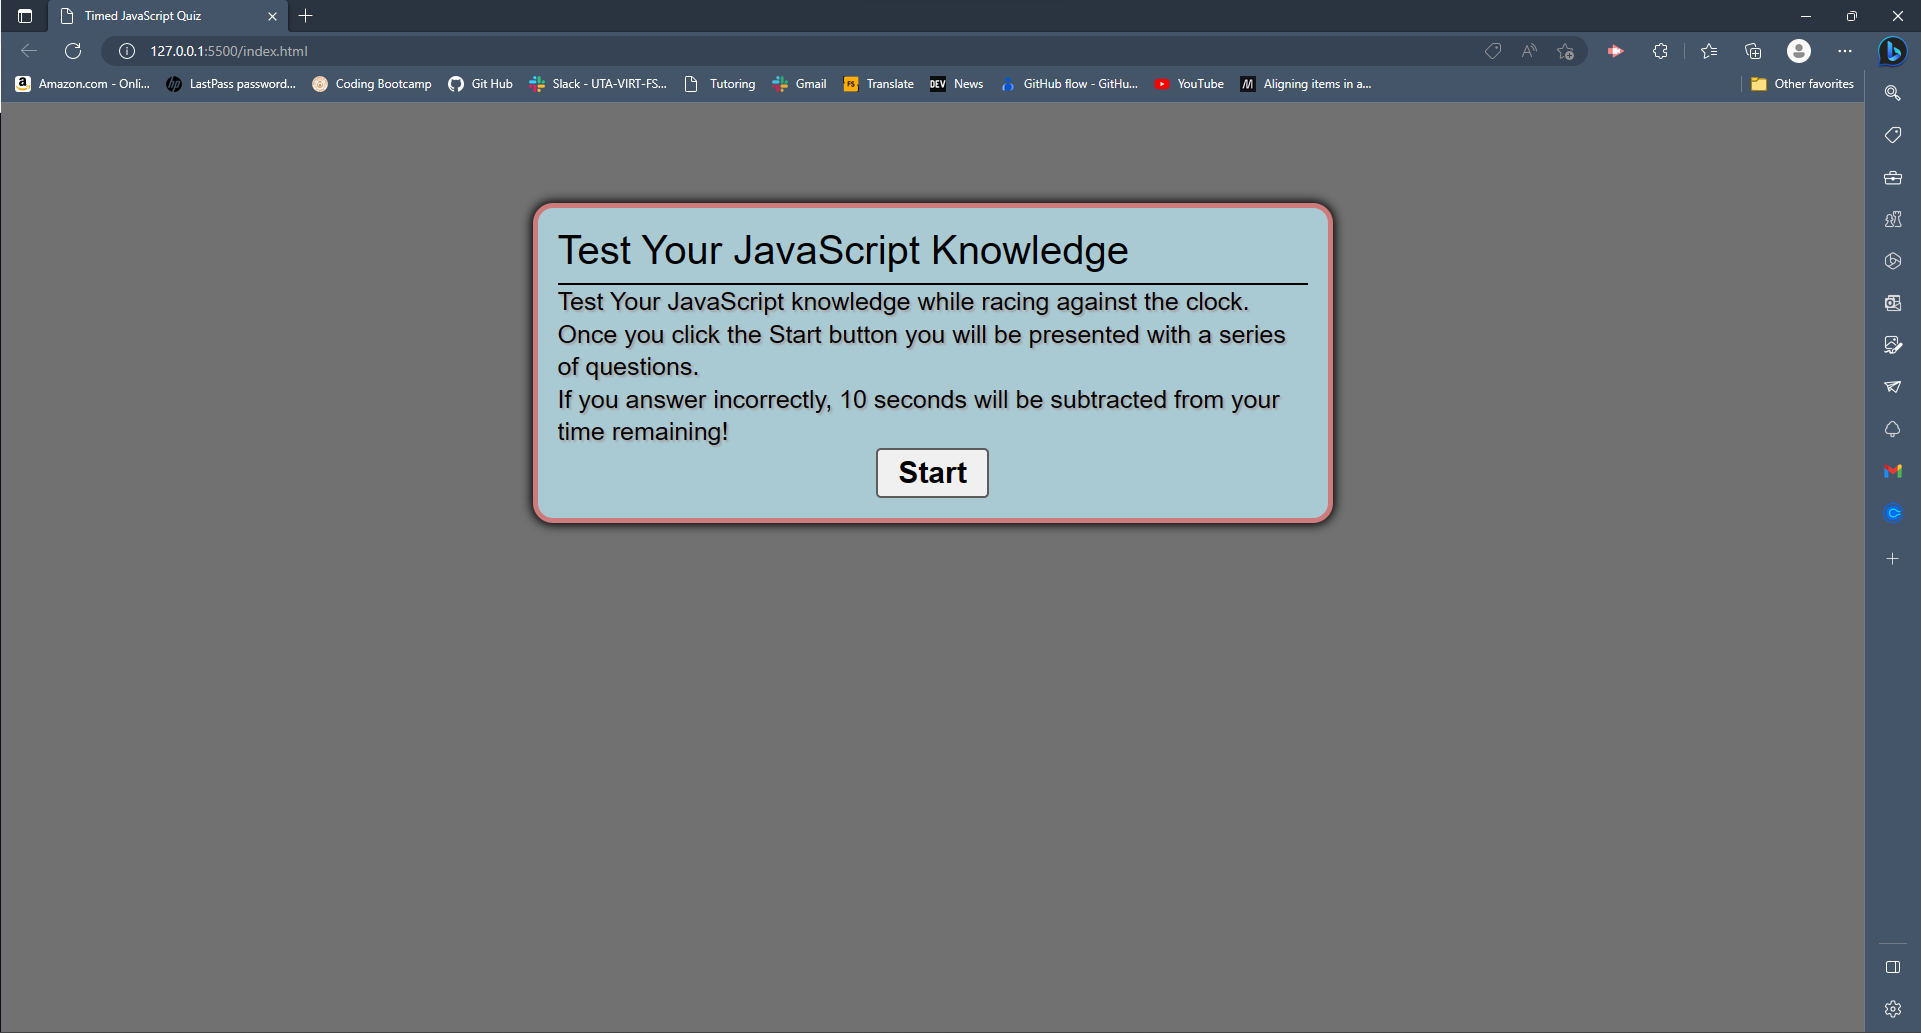 Timed JavaScript Quiz
127.0.0.1:5500/index.html
Amazon.com - Onli... LastPass password... Coding Bootcamp Git Hub Slack - UTA-VIRT-FS... Tutoring Gmail FS Translate DEV News GitHub flow - GitHu... YouTube M Aligning items in a... Other favorites
Test Your JavaScript Knowledge
Test Your JavaScript knowledge while racing against the clock.
Once you click the Start button you will be presented with a series
of questions.
If you answer incorrectly, 10 seconds will be subtracted from your
time remaining!
Start